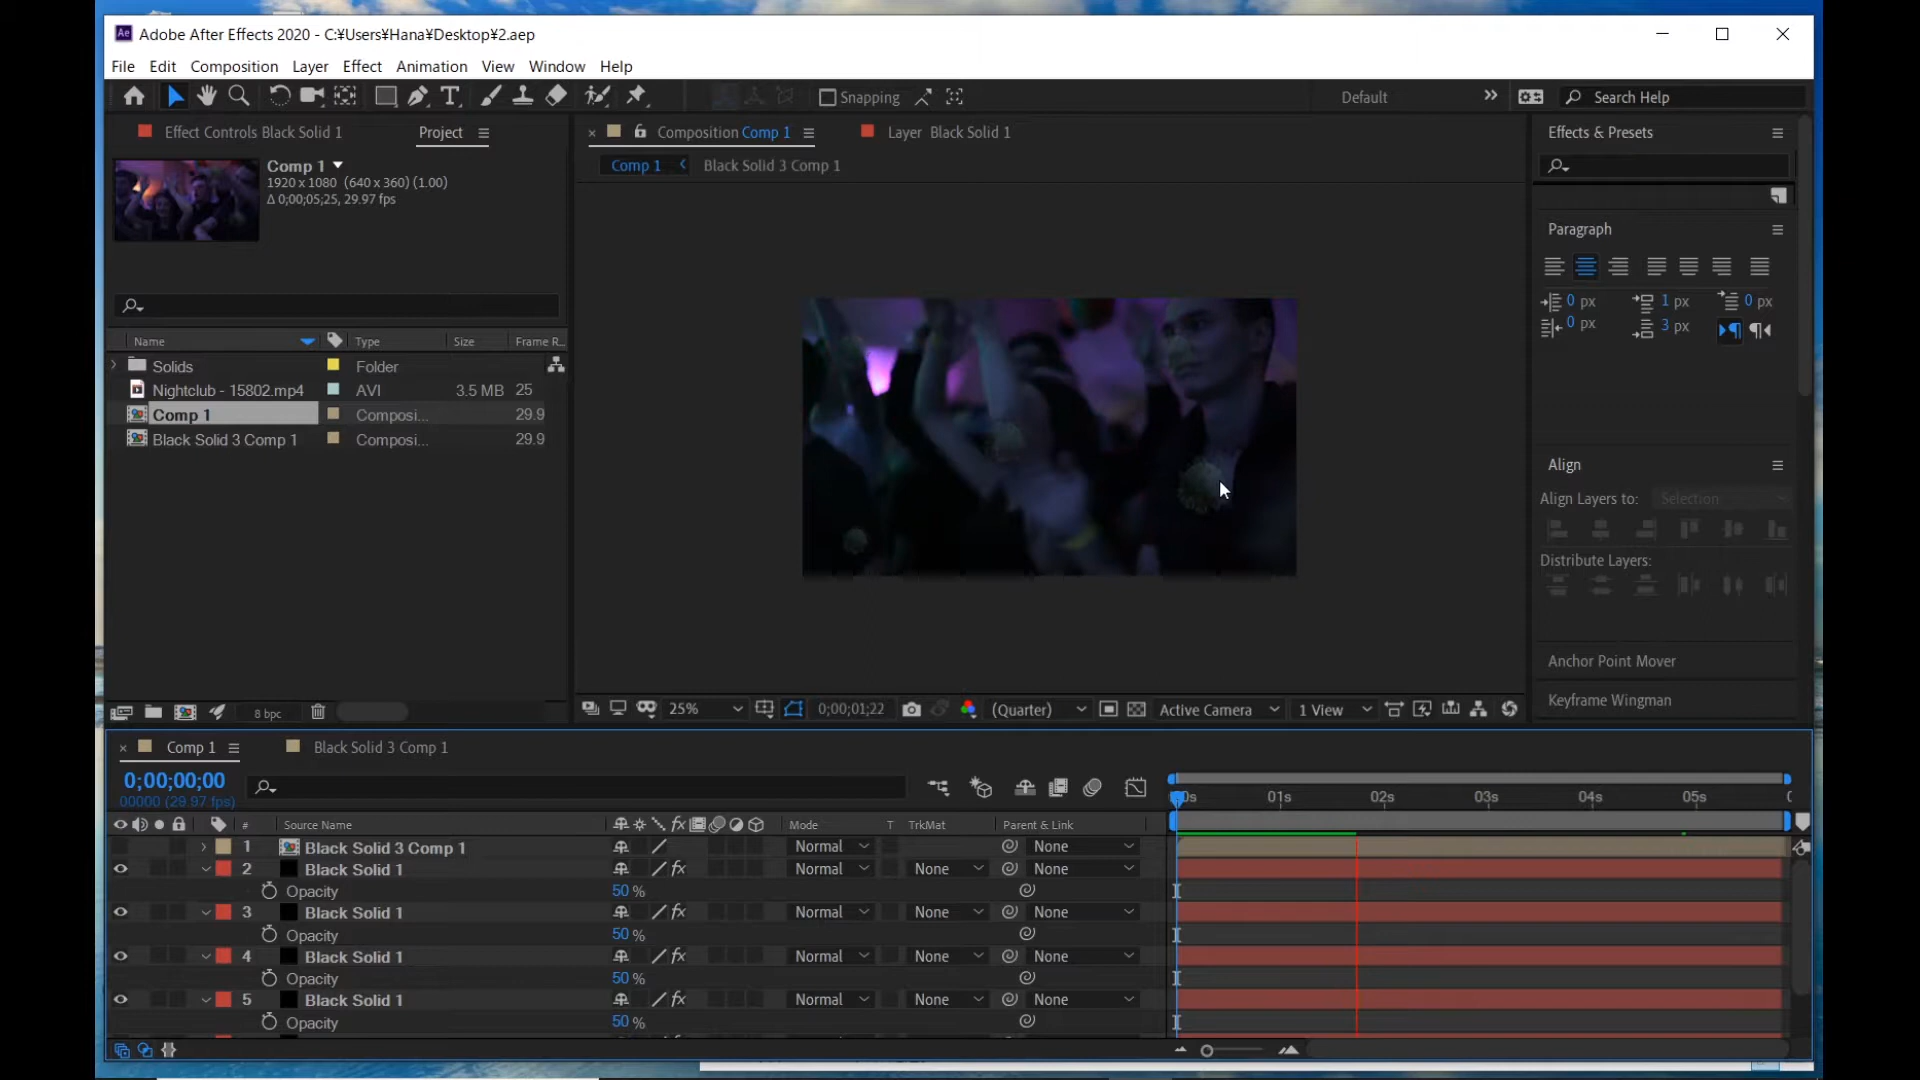 Adobe After Effects 2020 - C:¥Users¥Hana¥Desktop¥2.aep
File Edit Composition Layer Effect Animation View Window Help
Snapping Default Search Help
Effect Controls Black Solid 1 Project
Comp 1
1920 x 1080 (640 x 360) (1.00)
Δ 0;00;05;25, 29.97 fps
Name Type Size Frame R...
Solids Folder
Nightclub - 15802.mp4 AVI 3.5 MB 25
Comp 1 Composi... 29.9
Black Solid 3 Comp 1 Composi... 29.9
8 bpc
Composition Comp 1 Layer Black Solid 1
Comp 1 Black Solid 3 Comp 1
25% 0;00;01;22 (Quarter) Active Camera 1 View
Effects & Presets
Paragraph
0 px 1 px 0 px
0 px 3 px
Align
Align Layers to: Selection
Distribute Layers:
Anchor Point Mover
Keyframe Wingman
Comp 1 Black Solid 3 Comp 1
0;00;00;00
00000 (29.97 fps)
0s 01s 02s 03s 04s 05s
# Source Name fx Mode T TrkMat Parent & Link
1 Black Solid 3 Comp 1 Normal None
2 Black Solid 1 fx Normal None None
Opacity 50 %
3 Black Solid 1 fx Normal None None
Opacity 50 %
4 Black Solid 1 fx Normal None None
Opacity 50 %
5 Black Solid 1 fx Normal None None
Opacity 50 %